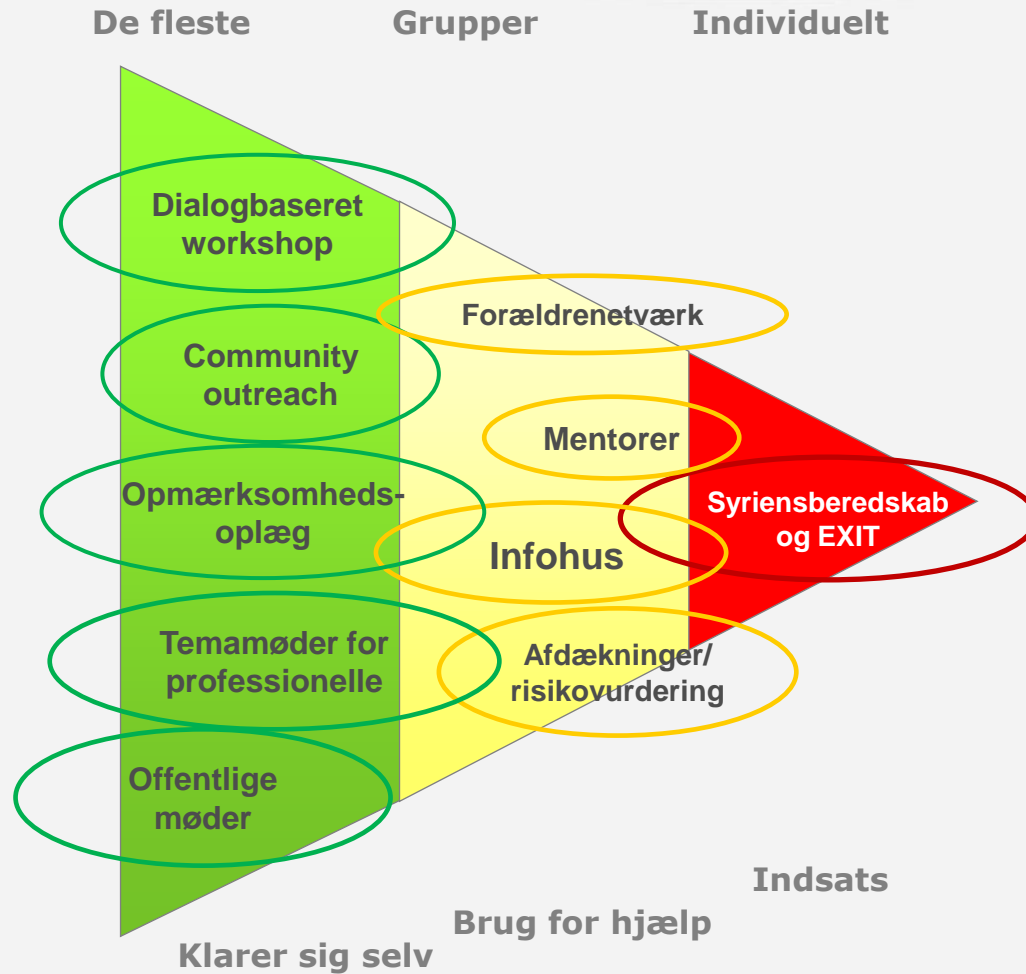 De fleste
Grupper
Individuelt
Dialogbaseret
workshop
Forældrenetværk
Community
outreach
Mentorer
Opmærksomheds-
oplæg
Syriensberedskab
og EXIT
Infohus
Temamøder for
professionelle
Afdækninger/
risikovurdering
Offentlige
møder
Indsats
Brug for hjælp
Klarer sig selv